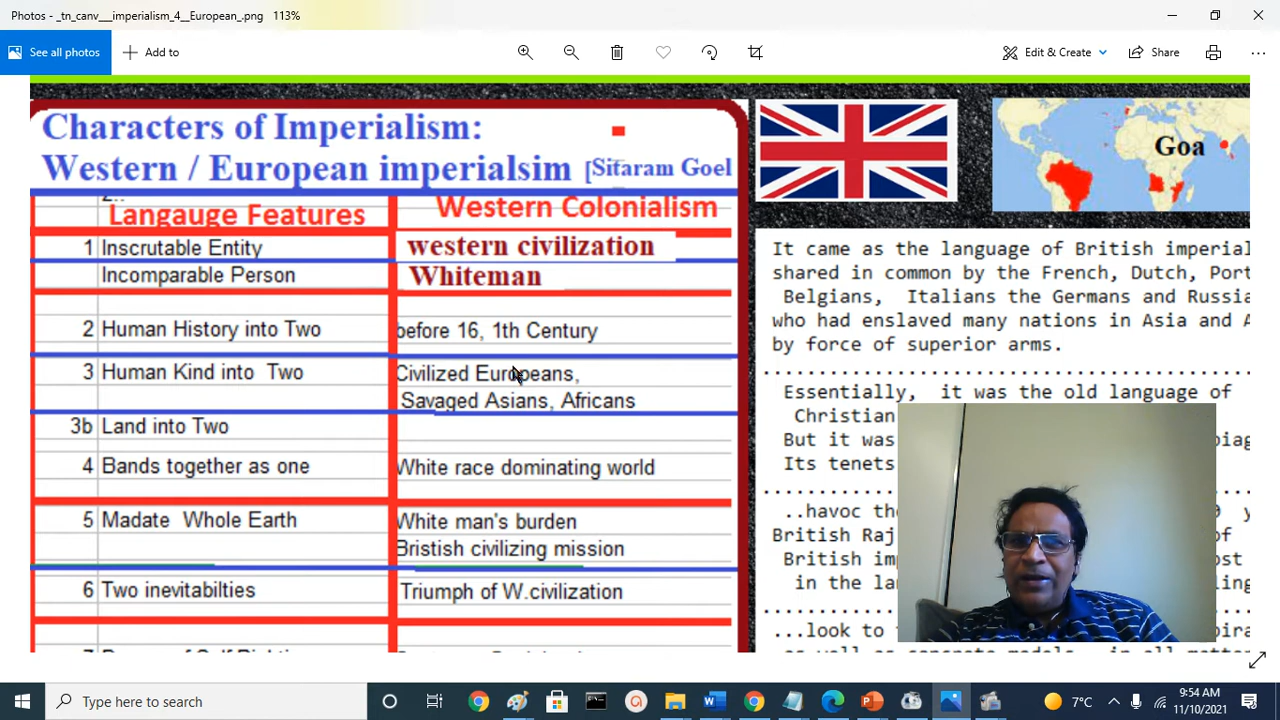 Photos - _tn_canv___imperialism_4__European_.png   113%
See all photos
Add to
Edit & Create
Share
Characters of Imperialism:
Western / European imperialsim [Sitaram Goel
Langauge Features
Western Colonialism
1 Inscrutable Entity
western civilization
Incomparable Person
Whiteman
2 Human History into Two
before 16, 1th Century
3 Human Kind into  Two
Civilized Europeans,
Savaged Asians, Africans
3b Land into Two
4 Bands together as one
White race dominating world
5 Madate  Whole Earth
White man's burden
Bristish civilizing mission
6 Two inevitabilties
Triumph of W.civilization
Goa
It came as the language of British imperial
shared in common by the French, Dutch, Port
Belgians,  Italians the Germans and Russia
who had enslaved many nations in Asia and A
by force of superior arms.
Essentially,  it was the old language of
Christian
But it was
Its tenets
..havoc the
British Raj
British im
in the la
...look to
Type here to search
7°C
9:54 AM
11/10/2021